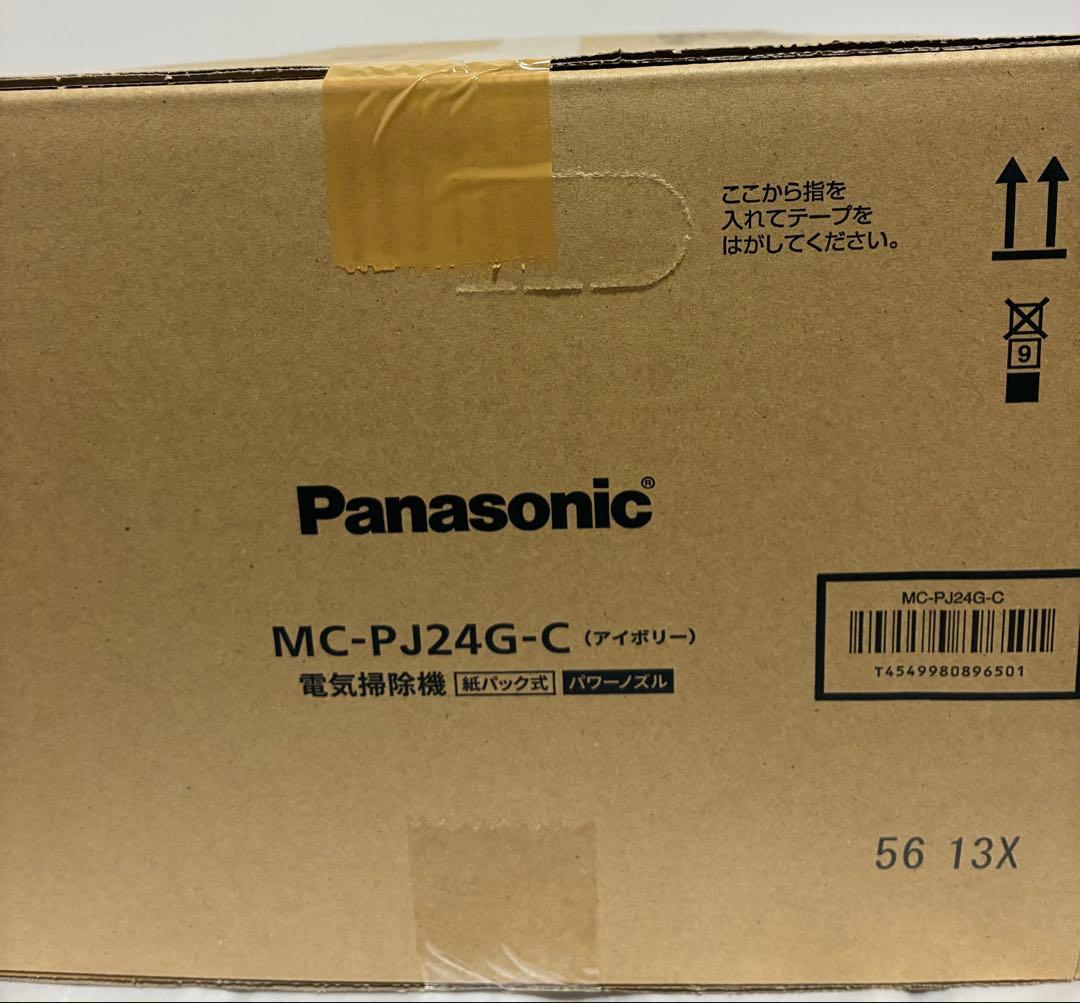 ここから指を
入れてテープを
はがしてください。
9
Panasonic®
MC-PJ24G-C（アイボリー）
電気掃除機 紙パック式 パワーノズル
MC-PJ24G-C
T4549980896501
56 13X